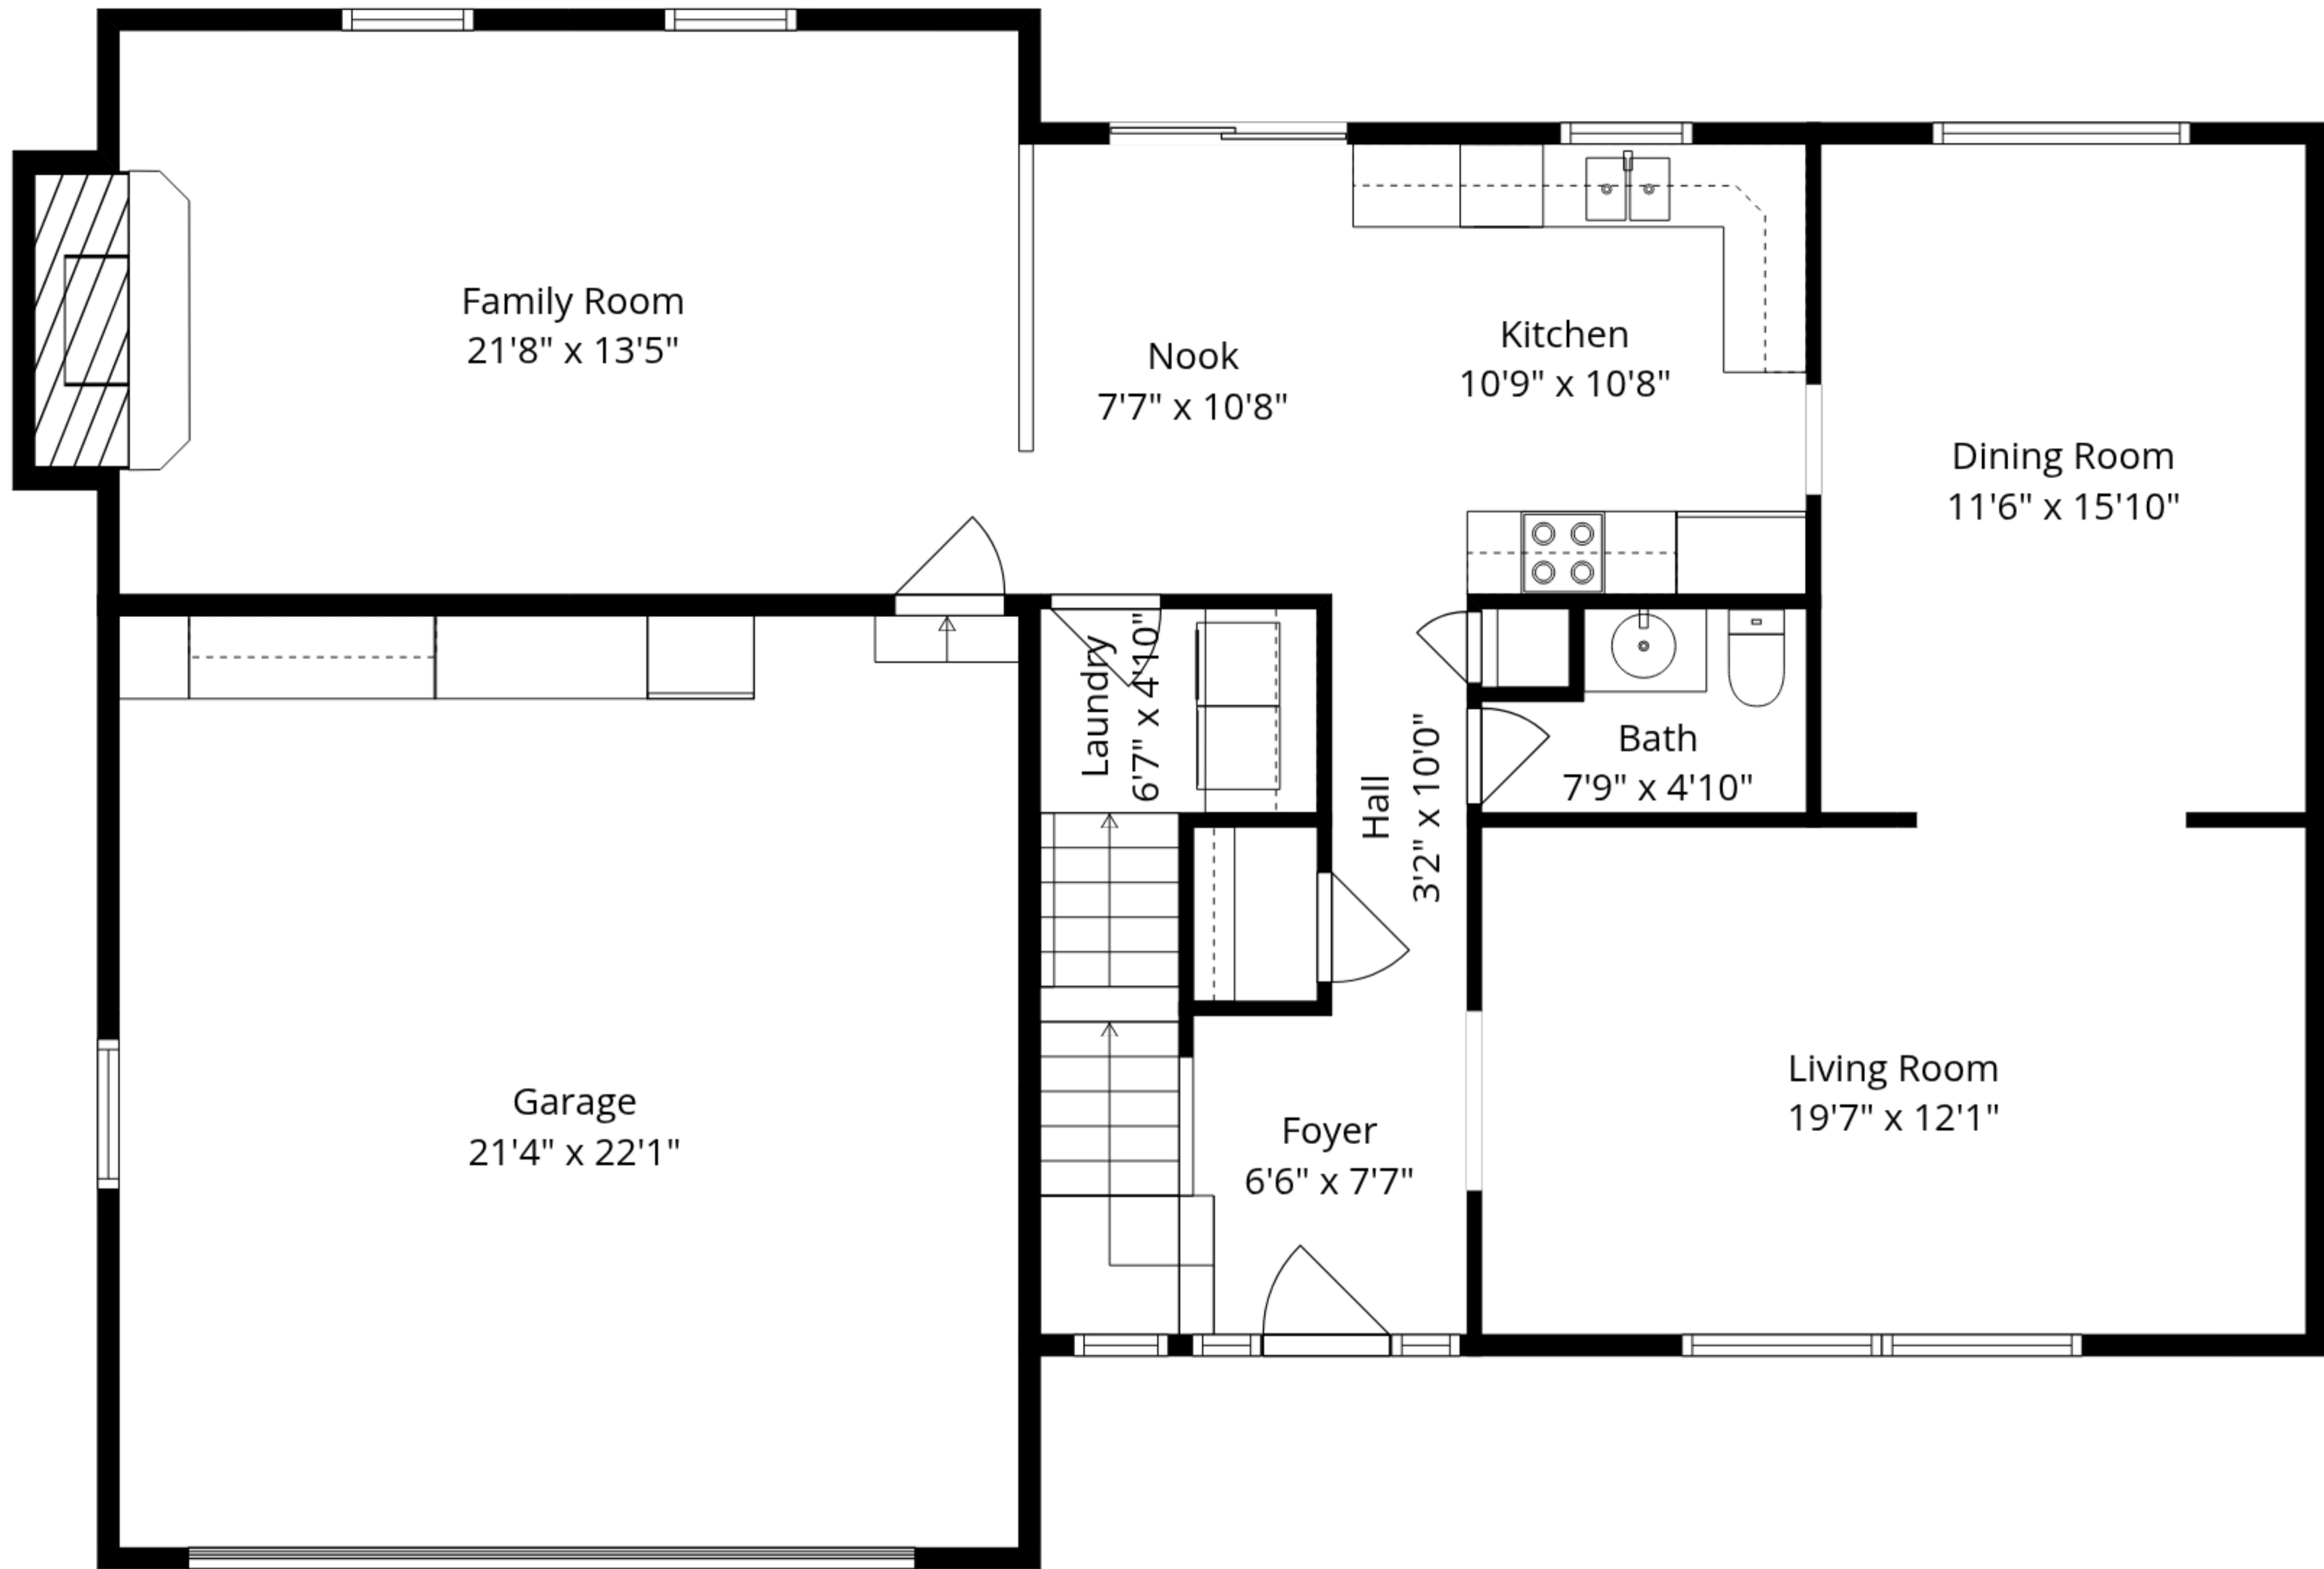 Family Room
21'8" x 13'5"
Nook
7'7" x 10'8"
Kitchen
10'9" x 10'8"
Dining Room
11'6" x 15'10"
Laundry
6'7" x 4'10"
Hall
3'2" x 10'0"
Bath
7'9" x 4'10"
Garage
21'4" x 22'1"
Foyer
6'6" x 7'7"
Living Room
19'7" x 12'1"